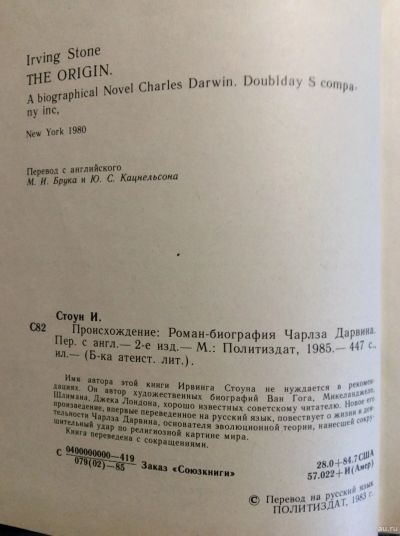 Irving Stone
THE ORIGIN.
A biographical Novel Charles Darwin. Doublday S compa-
ny inc,
New York 1980
Перевод с английского
М. И. Брука и Ю. С. Кацнельсона
Стоун И.
С82 Происхождение: Роман-биография Чарлза Дарвина.
Пер. с англ.— 2-е изд.— М.: Политиздат, 1985.— 447 с.,
ил.— (Б-ка атеист. лит.).
Имя автора этой книги Ирвинга Стоуна не нуждается в рекомен-
дациях. Он автор художественных биографий Ван Гога, Микеланджело,
Шлимана, Джека Лондона, хорошо известных советскому читателю. Новое его
произведение, впервые переведенное на русский язык, повествует о жизни и дея-
тельности Чарлза Дарвина, основателя эволюционной теории, нанесшей сокру-
шительный удар по религиозной картине мира.
Книга переведена с сокращениями.
С 0400000000—419
079(02)—85 Заказ «Союзкниги»
28.0+84.7США
57.022+И(Амер)
© Перевод на русский язык
ПОЛИТИЗДАТ, 1983 г.